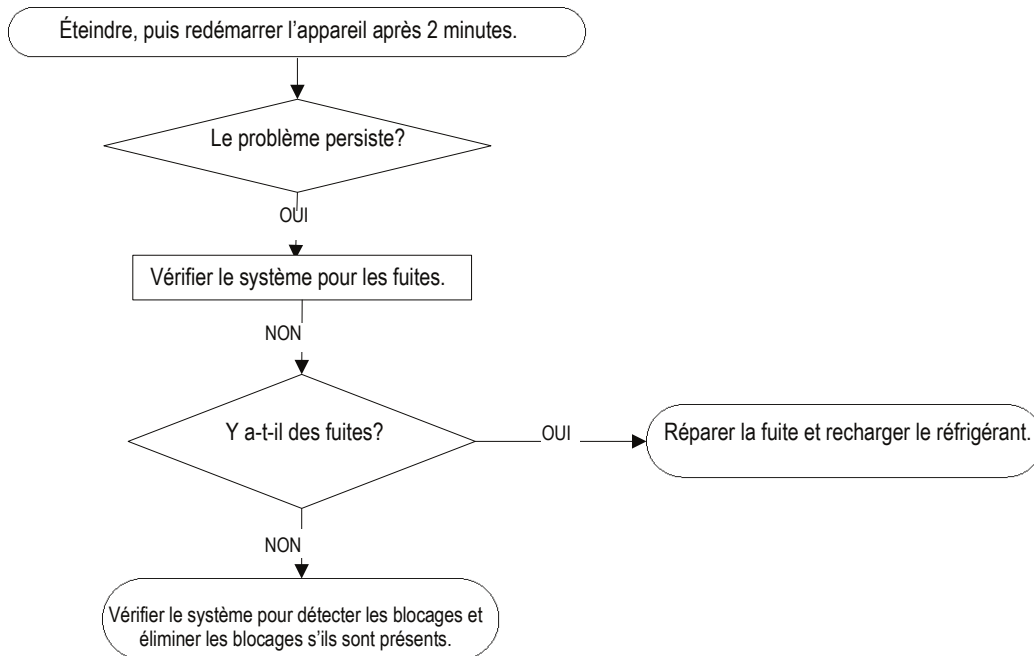 Éteindre, puis redémarrer l’appareil après 2 minutes.
Le problème persiste?
OUI
Vérifier le système pour les fuites.
NON
Y a-t-il des fuites?
OUI
Réparer la fuite et recharger le réfrigérant.
NON
Vérifier le système pour détecter les blocages et
éliminer les blocages s’ils sont présents.